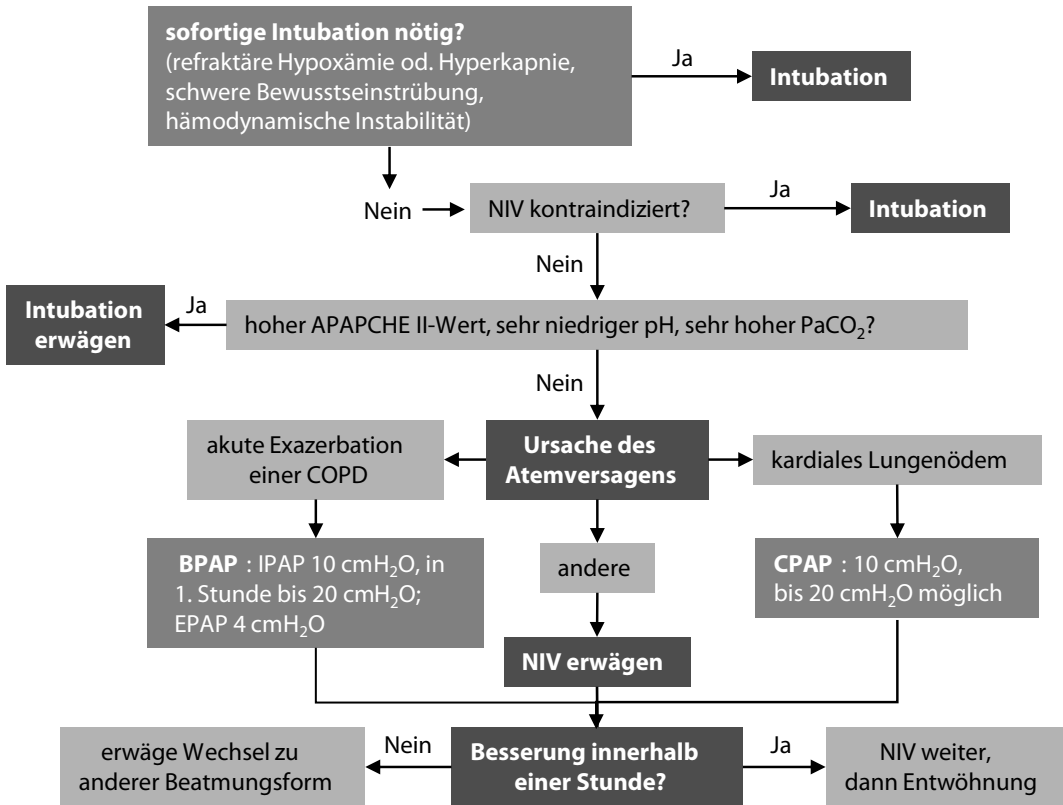 sofortige Intubation nötig?
(refraktäre Hypoxämie od. Hyperkapnie,
schwere Bewusstseinstrübung,
hämodynamische Instabilität)
Ja
Intubation
Nein
NIV kontraindiziert?
Ja
Intubation
Nein
Intubation
erwägen
Ja
hoher APAPCHE II-Wert, sehr niedriger pH, sehr hoher PaCO₂?
Nein
akute Exazerbation
einer COPD
Ursache des
Atemversagens
kardiales Lungenödem
BPAP : IPAP 10 cmH₂O, in
1. Stunde bis 20 cmH₂O;
EPAP 4 cmH₂O
andere
CPAP : 10 cmH₂O,
bis 20 cmH₂O möglich
NIV erwägen
erwäge Wechsel zu
anderer Beatmungsform
Nein
Besserung innerhalb
einer Stunde?
Ja
NIV weiter,
dann Entwöhnung